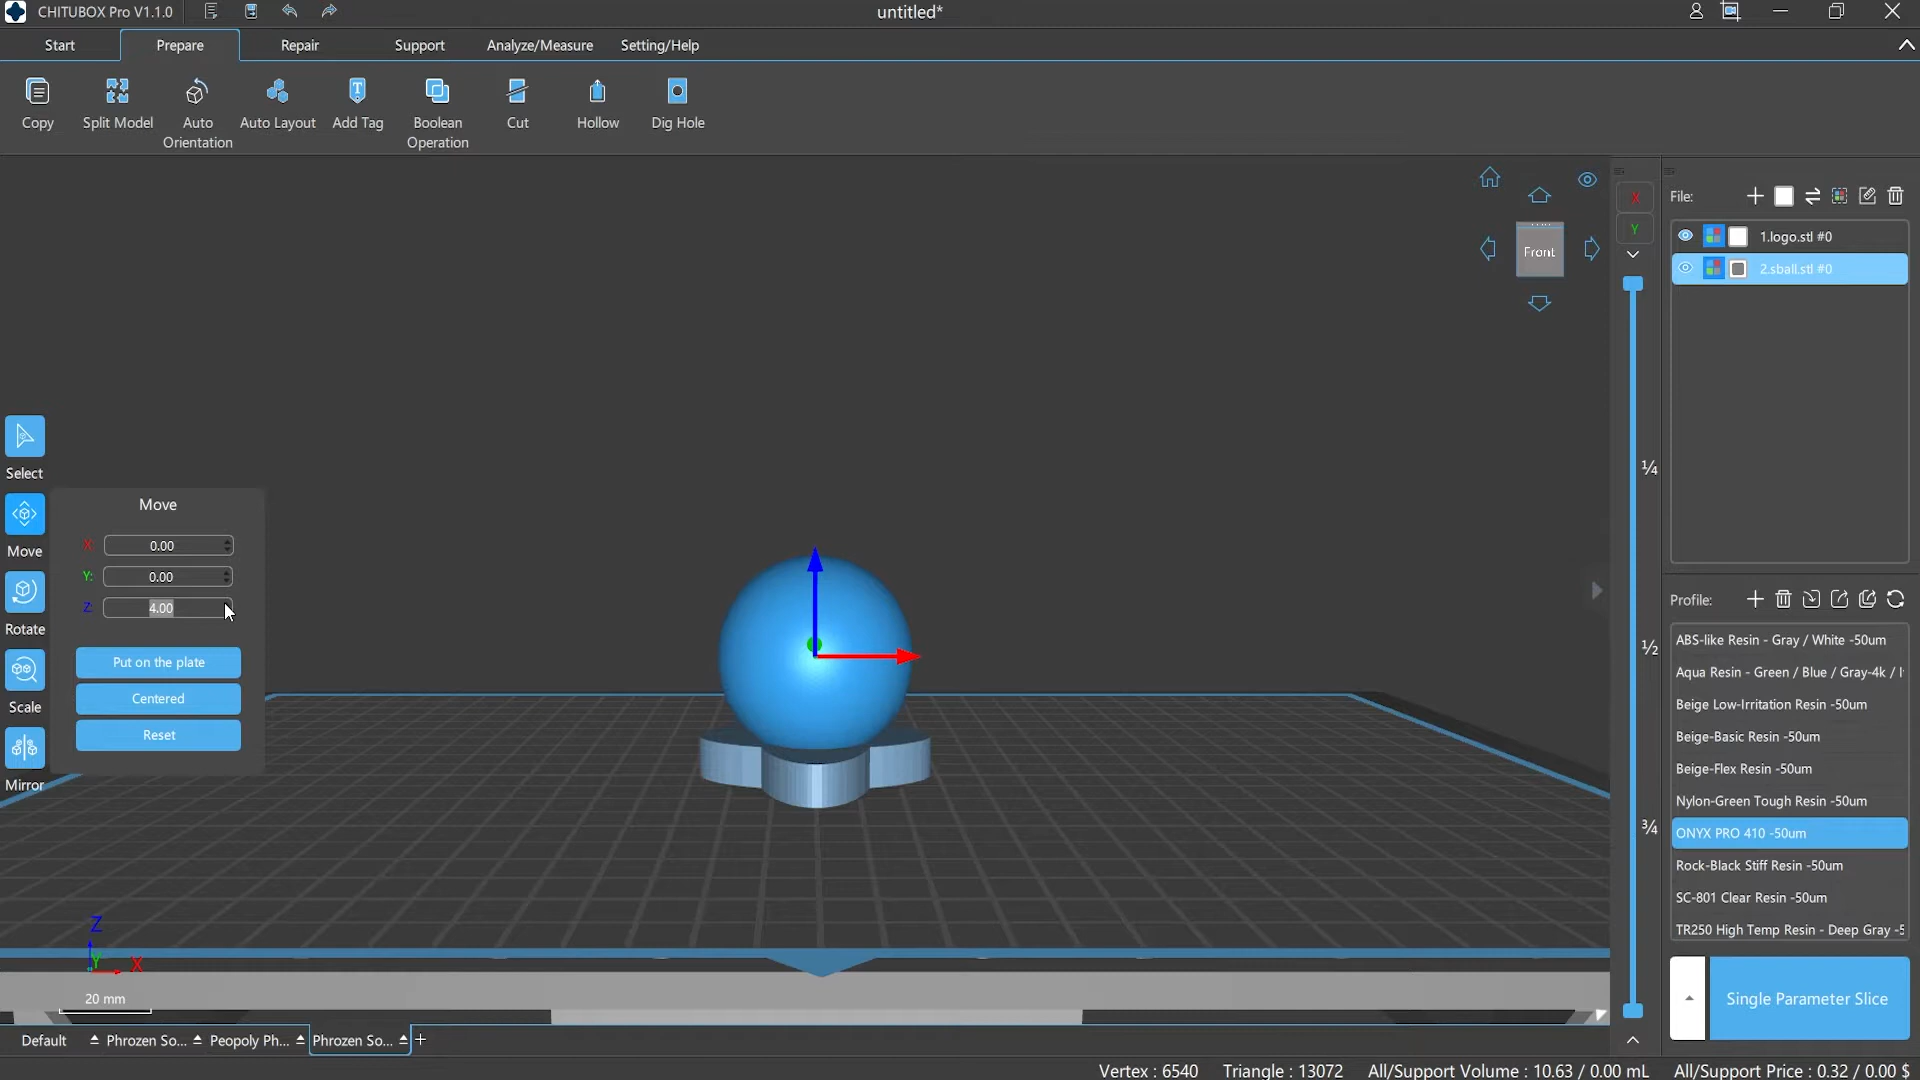 CHITUBOX Pro V1.1.0
untitled*
Start
Prepare
Repair
Support
Analyze/Measure
Setting/Help
Copy
Split Model
Auto
Orientation
Auto Layout
Add Tag
Boolean
Operation
Cut
Hollow
Dig Hole
Front
X
Y
File:
1.logo.stl #0
2.sball.stl #0
¼
½
¾
Select
Move
Rotate
Scale
Mirror
Move
X: 0.00
Y: 0.00
Z: 4.00
Put on the plate
Centered
Reset
Profile:
ABS-like Resin - Gray / White -50um
Aqua Resin - Green / Blue / Gray-4k /
Beige Low-Irritation Resin -50um
Beige-Basic Resin -50um
Beige-Flex Resin -50um
Nylon-Green Tough Resin -50um
ONYX PRO 410 -50um
Rock-Black Stiff Resin -50um
SC-801 Clear Resin -50um
TR250 High Temp Resin - Deep Gray -5
Z
Y
X
20 mm
Single Parameter Slice
Default
Phrozen So...
Peopoly Ph...
Phrozen So...
Vertex : 6540
Triangle : 13072
All/Support Volume : 10.63 / 0.00 mL
All/Support Price : 0.32 / 0.00 $